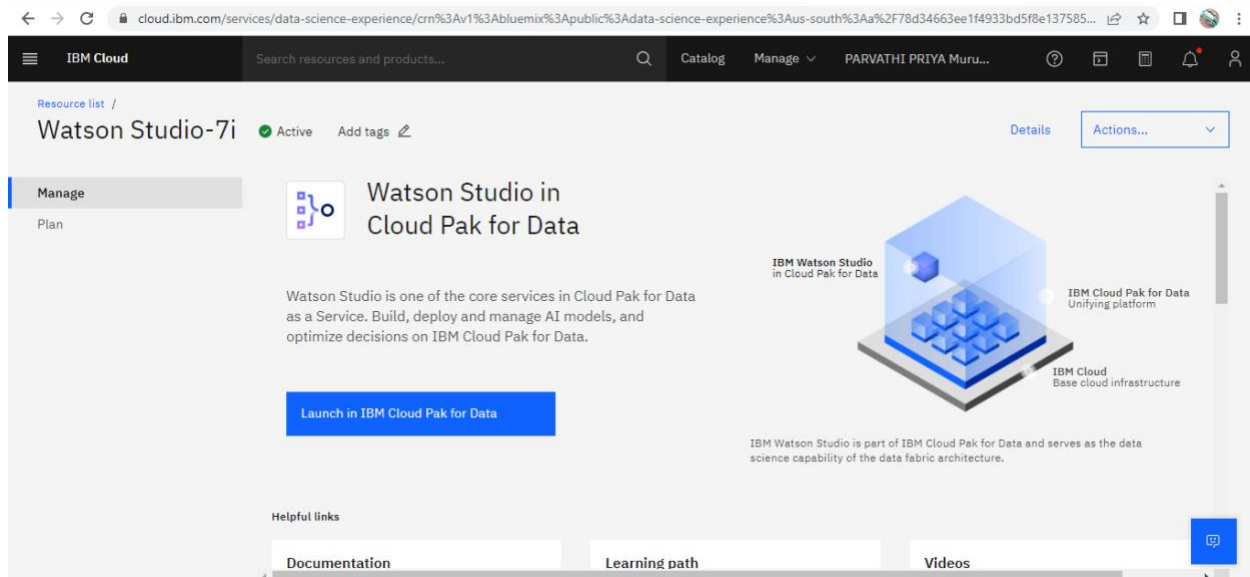 cloud.ibm.com/services/data-science-experience/crn%3Av1%3Abluemix%3Apublic%3Adata-science-experience%3Aus-south%3Aa%2F78d34663ee1f4933bd5f8e137585...
IBM Cloud
Search resources and products...
Catalog
Manage
PARVATHI PRIYA Muru...
Resource list /
Watson Studio-7i
Active
Add tags
Details
Actions...
Manage
Plan
Watson Studio in
Cloud Pak for Data
Watson Studio is one of the core services in Cloud Pak for Data
as a Service. Build, deploy and manage AI models, and
optimize decisions on IBM Cloud Pak for Data.
Launch in IBM Cloud Pak for Data
IBM Watson Studio
in Cloud Pak for Data
IBM Cloud Pak for Data
Unifying platform
IBM Cloud
Base cloud infrastructure
IBM Watson Studio is part of IBM Cloud Pak for Data and serves as the data
science capability of the data fabric architecture.
Helpful links
Documentation
Learning path
Videos